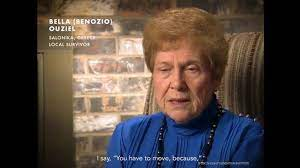 BELLA (BENOZIO)
OUZIEL
SALONIKA, GREECE
LOCAL SURVIVOR
I say, "You have to move, because,"